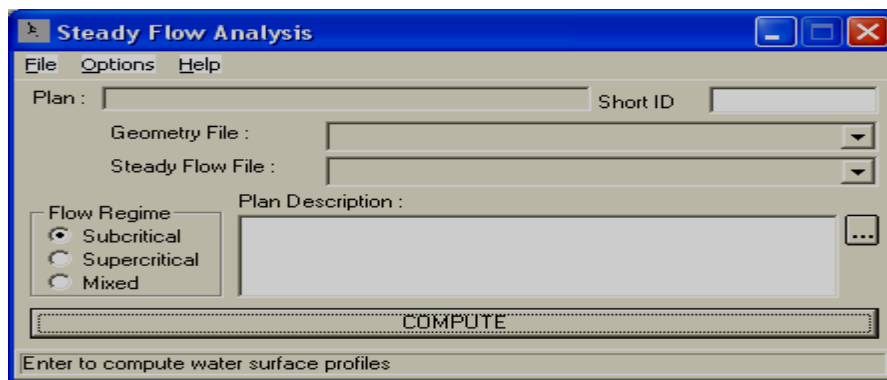 Steady Flow Analysis
File Options Help
Plan : Short ID
Geometry File :
Steady Flow File :
Plan Description :
Flow Regime
Subcritical
Supercritical
Mixed
...
COMPUTE
Enter to compute water surface profiles